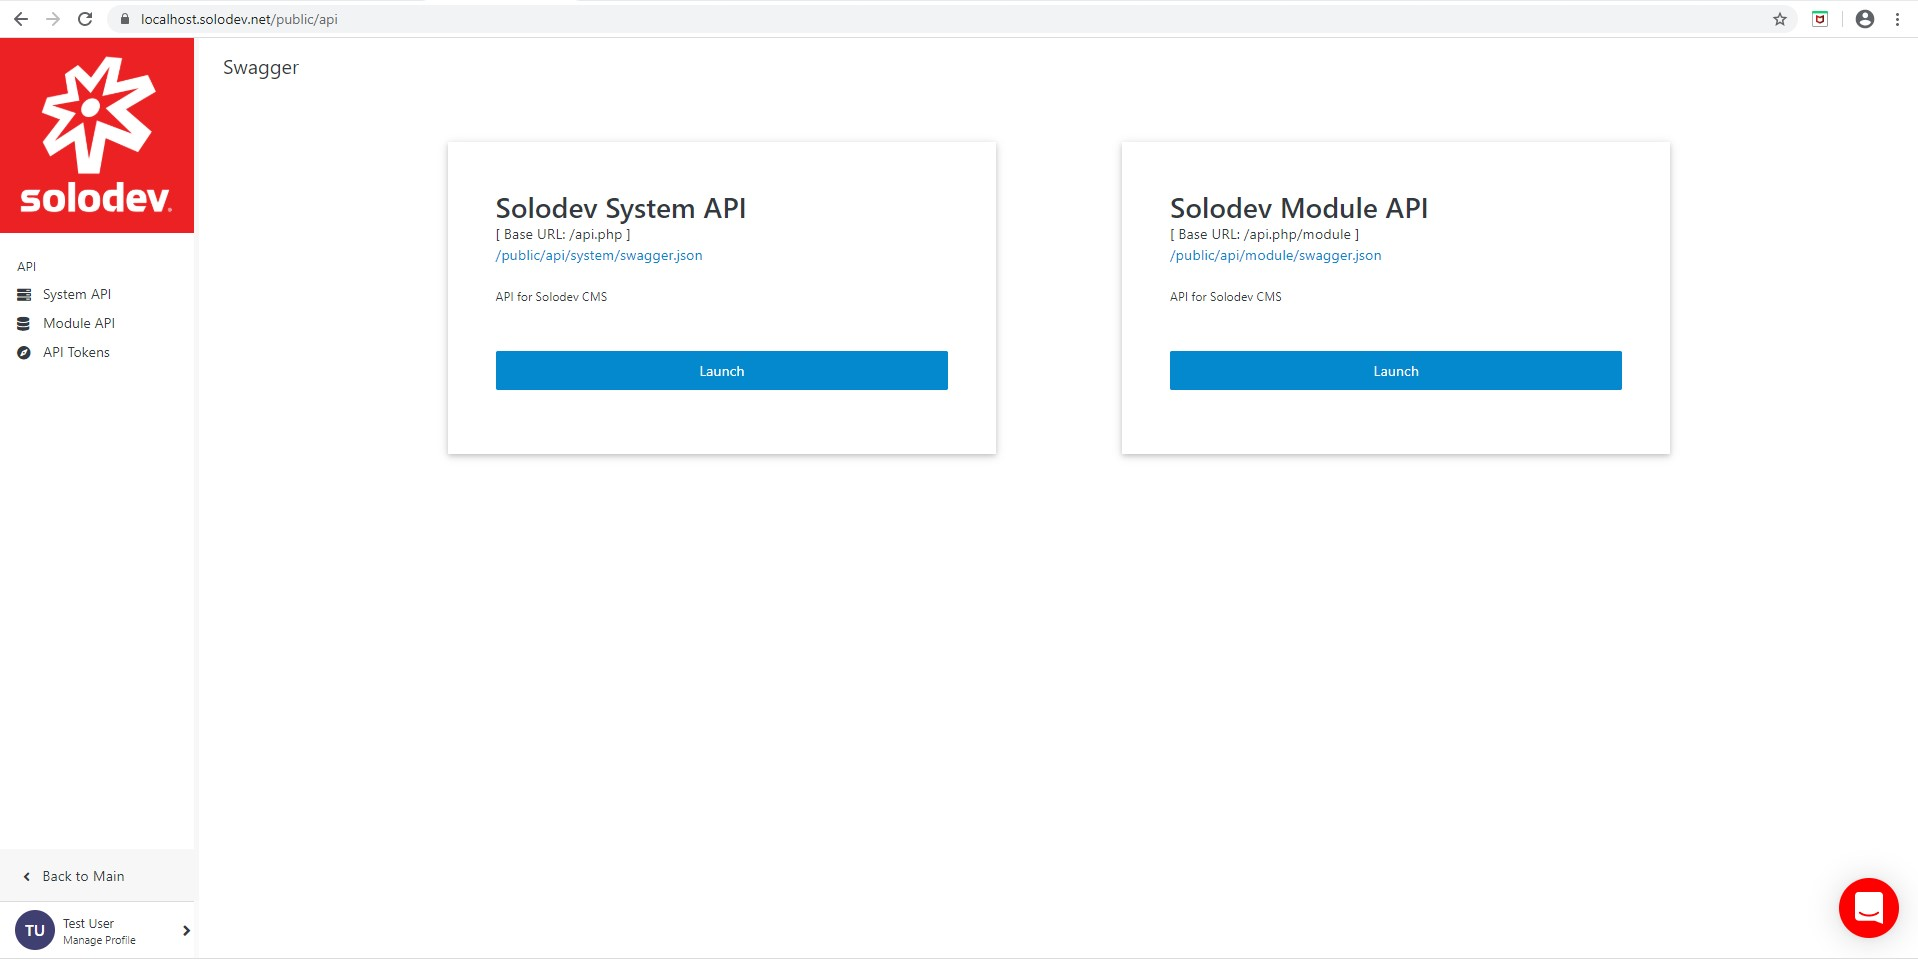 localhost.solodev.net/public/api
solodev
Swagger
API
System API
Module API
API Tokens
Solodev System API
[ Base URL: /api.php ]
/public/api/system/swagger.json
API for Solodev CMS
Launch
Solodev Module API
[ Base URL: /api.php/module ]
/public/api/module/swagger.json
API for Solodev CMS
Launch
Back to Main
TU
Test User
Manage Profile